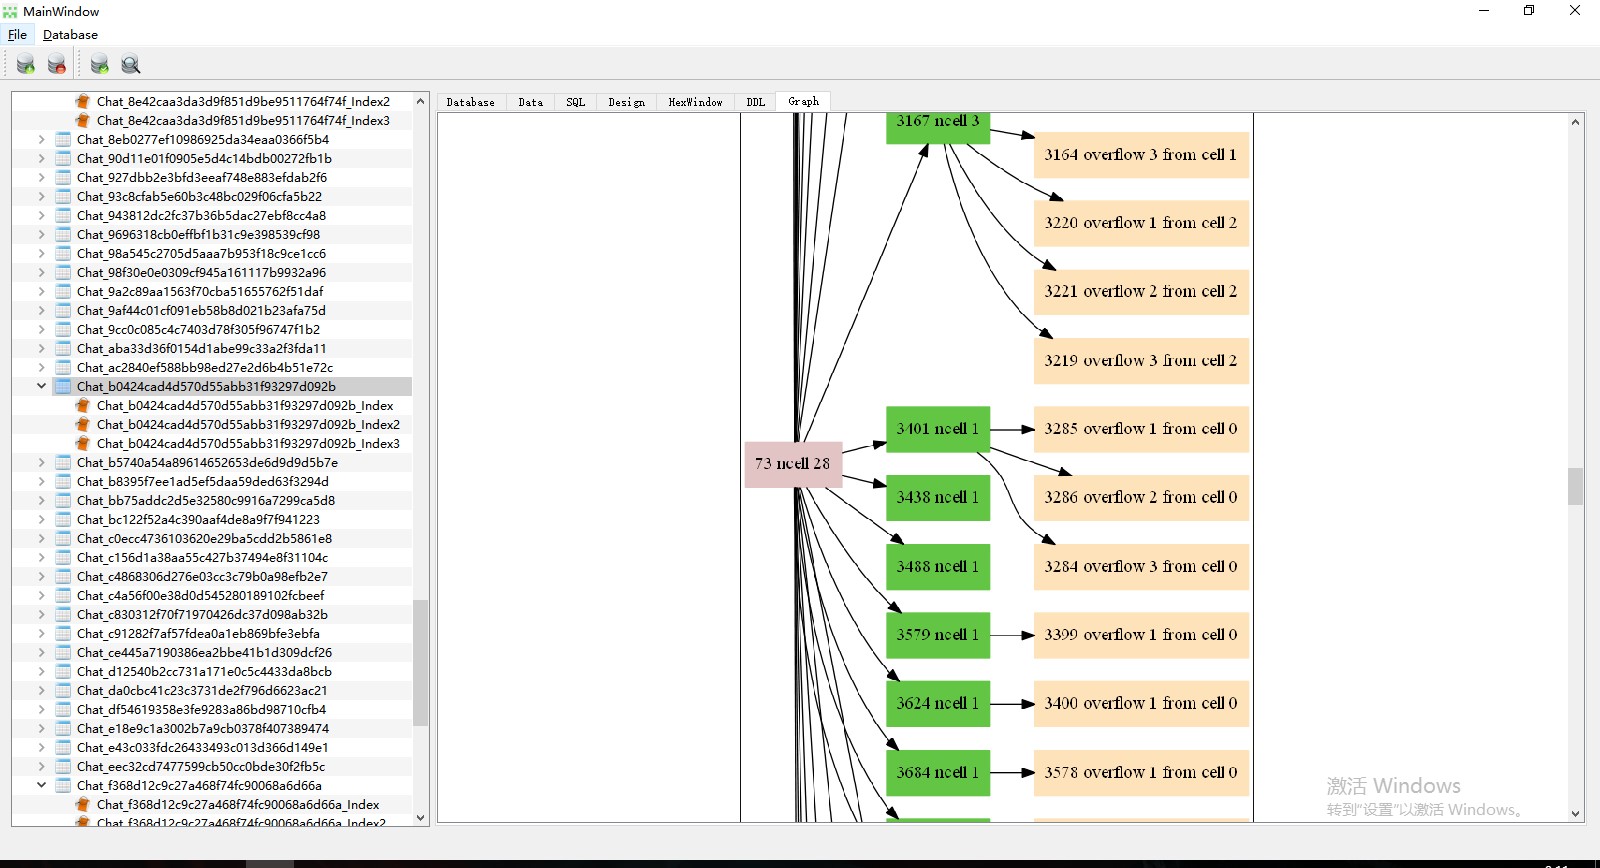 MainWindow
File Database
Chat_8e42caa3da3d9f851d9be9511764f74f_Index2
Chat_8e42caa3da3d9f851d9be9511764f74f_Index3
Chat_8eb0277ef10986925da34eaa0366f5b4
Chat_90d11e01f0905e5d4c14bdb00272fb1b
Chat_927dbb2e3bfd3eeaf748e883efdab2f6
Chat_93c8cfab5e60b3c48bc029f06cfa5b22
Chat_943812dc2fc37b36b5dac27ebf8cc4a8
Chat_9696318cb0effbf1b31c9e398539cf98
Chat_98a545c2705d5aaa7b953f18c9ce1cc6
Chat_98f30e0e0309cf945a161117b9932a96
Chat_9a2c89aa1563f70cba51655762f51daf
Chat_9af44c01cf091eb58b8d021b23afa75d
Chat_9cc0c085c4c7403d78f305f96747f1b2
Chat_aba33d36f0154d1abe99c33a2f3fda11
Chat_ac2840ef588bb98ed27e2d6b4b51e72c
Chat_b0424cad4d570d55abb31f93297d092b
Chat_b0424cad4d570d55abb31f93297d092b_Index
Chat_b0424cad4d570d55abb31f93297d092b_Index2
Chat_b0424cad4d570d55abb31f93297d092b_Index3
Chat_b5740a54a89614652653de6d9d9d5b7e
Chat_b8395f7ee1ad5ef5daa59ded63f3294d
Chat_bb75addc2d5e32580c9916a7299ca5d8
Chat_bc122f52a4c390aaf4de8a9f7f941223
Chat_c0ecc4736103620e29ba5cdd2b5861e8
Chat_c156d1a38aa55c427b37494e8f31104c
Chat_c4868306d276e03cc3c79b0a98efb2e7
Chat_c4a56f00e38d0d545280189102fcbeef
Chat_c830312f70f71970426dc37d098ab32b
Chat_c91282f7af57fdea0a1eb869bfe3ebfa
Chat_ce445a7190386ea2bbe41b1d309dcf26
Chat_d12540b2cc731a171e0c5c4433da8bcb
Chat_da0cbc41c23c3731de2f796d6623ac21
Chat_df54619358e3fe9283a86bd98710cfb4
Chat_e18e9c1a3002b7a9cb0378f407389474
Chat_e43c033fdc26433493c013d366d149e1
Chat_eec32cd7477599cb50cc0bde30f2fb5c
Chat_f368d12c9c27a468f74fc90068a6d66a
Chat_f368d12c9c27a468f74fc90068a6d66a_Index
Chat_f368d12c9c27a468f74fc90068a6d66a_Index2
Database Data SQL Design HexWindow DDL Graph
3167 ncell 3
3164 overflow 3 from cell 1
3220 overflow 1 from cell 2
3221 overflow 2 from cell 2
3219 overflow 3 from cell 2
3401 ncell 1
3285 overflow 1 from cell 0
73 ncell 28
3438 ncell 1
3286 overflow 2 from cell 0
3488 ncell 1
3284 overflow 3 from cell 0
3579 ncell 1
3399 overflow 1 from cell 0
3624 ncell 1
3400 overflow 1 from cell 0
3684 ncell 1
3578 overflow 1 from cell 0
激活 Windows
转到"设置"以激活 Windows。